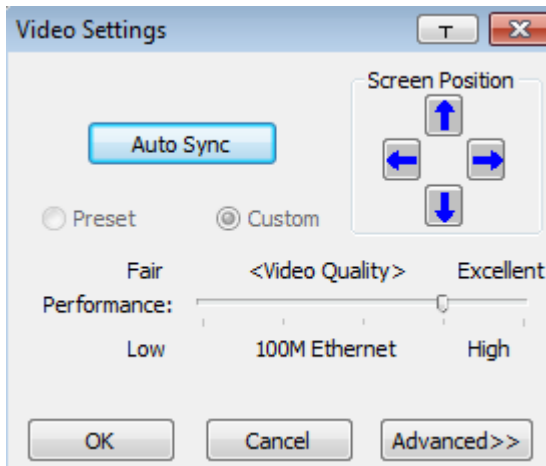 Video Settings
Screen Position
Auto Sync
Preset
Custom
Fair <Video Quality> Excellent
Performance:
Low 100M Ethernet High
OK Cancel Advanced>>